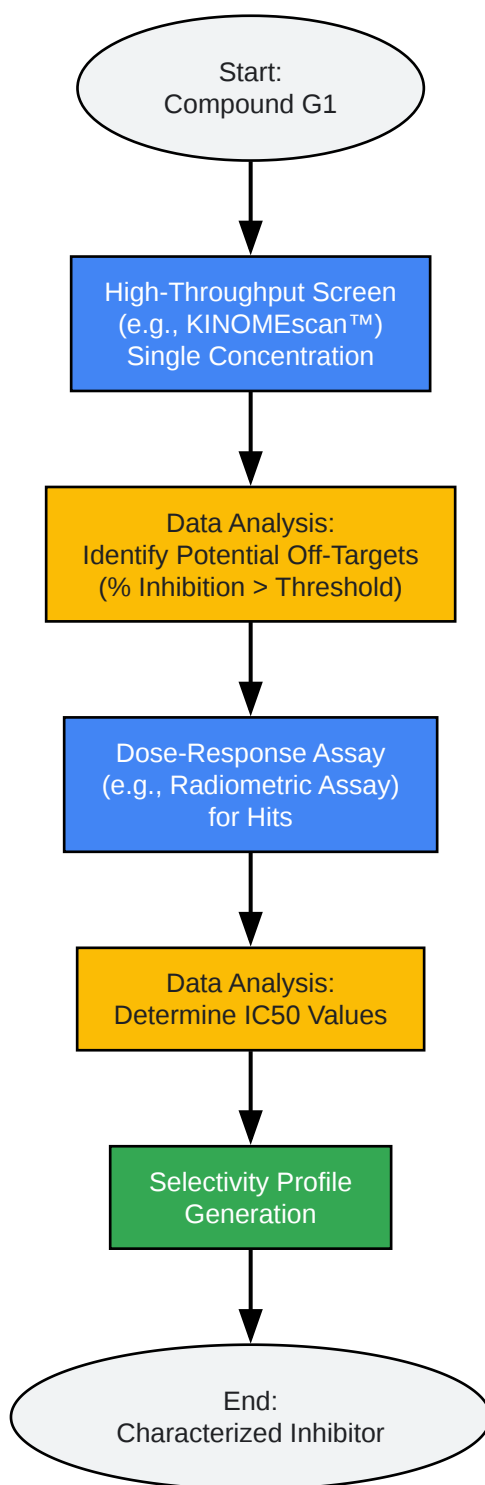 Start:
Compound G1
High-Throughput Screen
(e.g., KINOMEscan™)
Single Concentration
Data Analysis:
Identify Potential Off-Targets
(% Inhibition > Threshold)
Dose-Response Assay
(e.g., Radiometric Assay)
for Hits
Data Analysis:
Determine IC50 Values
Selectivity Profile
Generation
End:
Characterized Inhibitor